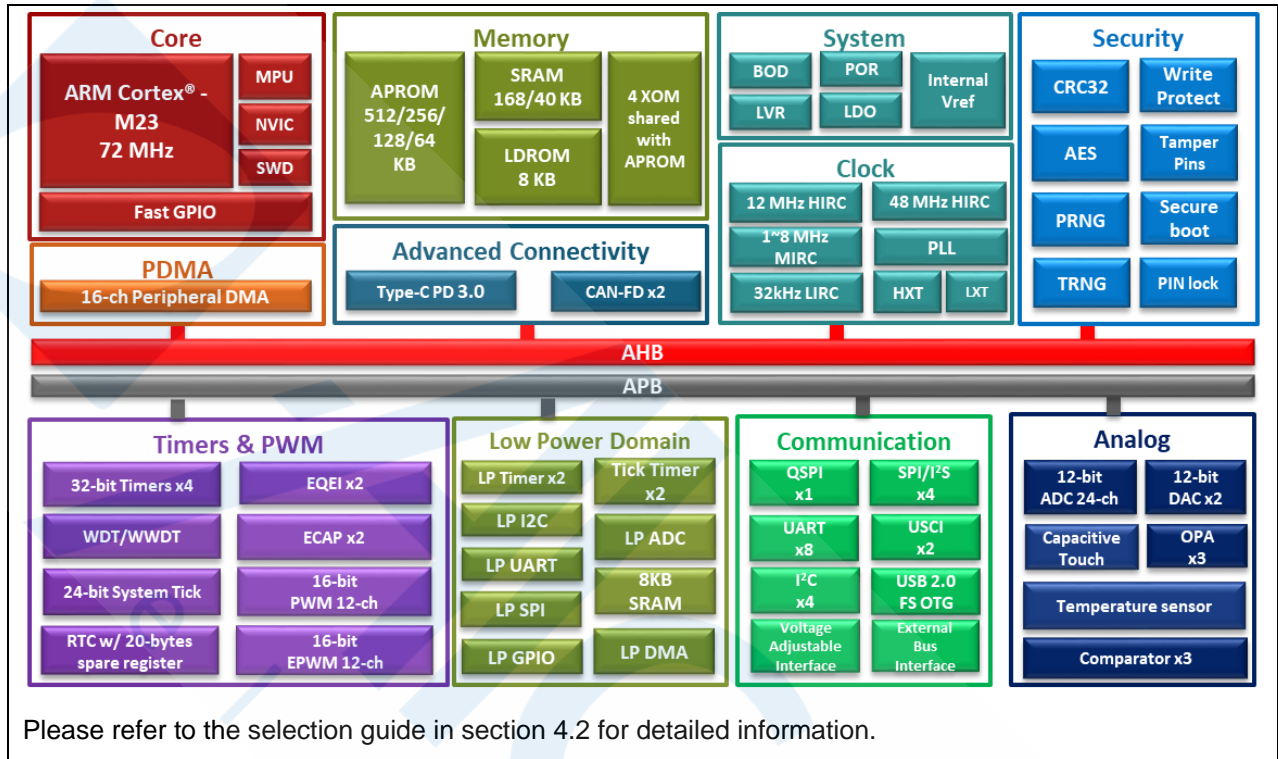 Core
ARM Cortex® -
M23
72 MHz
MPU
NVIC
SWD
Fast GPIO
PDMA
16-ch Peripheral DMA
Memory
APROM
512/256/
128/64
KB
SRAM
168/40 KB
LDROM
8 KB
4 XOM
shared
with
APROM
Advanced Connectivity
Type-C PD 3.0
CAN-FD x2
System
BOD
POR
LVR
LDO
Internal
Vref
Clock
12 MHz HIRC
48 MHz HIRC
1~8 MHz
MIRC
PLL
32kHz LIRC
HXT
LXT
Security
CRC32
Write
Protect
AES
Tamper
Pins
PRNG
Secure
boot
TRNG
PIN lock
AHB
APB
Timers & PWM
32-bit Timers x4
EQEI x2
WDT/WWDT
ECAP x2
24-bit System Tick
16-bit
PWM 12-ch
RTC w/ 20-bytes
spare register
16-bit
EPWM 12-ch
Low Power Domain
LP Timer x2
Tick Timer
x2
LP I2C
LP ADC
LP UART
8KB
SRAM
LP SPI
LP GPIO
LP DMA
Communication
QSPI
x1
SPI/I²S
x4
UART
x8
USCI
x2
I²C
x4
USB 2.0
FS OTG
Voltage
Adjustable
Interface
External
Bus
Interface
Analog
12-bit
ADC 24-ch
12-bit
DAC x2
Capacitive
Touch
OPA
x3
Temperature sensor
Comparator x3
Please refer to the selection guide in section 4.2 for detailed information.